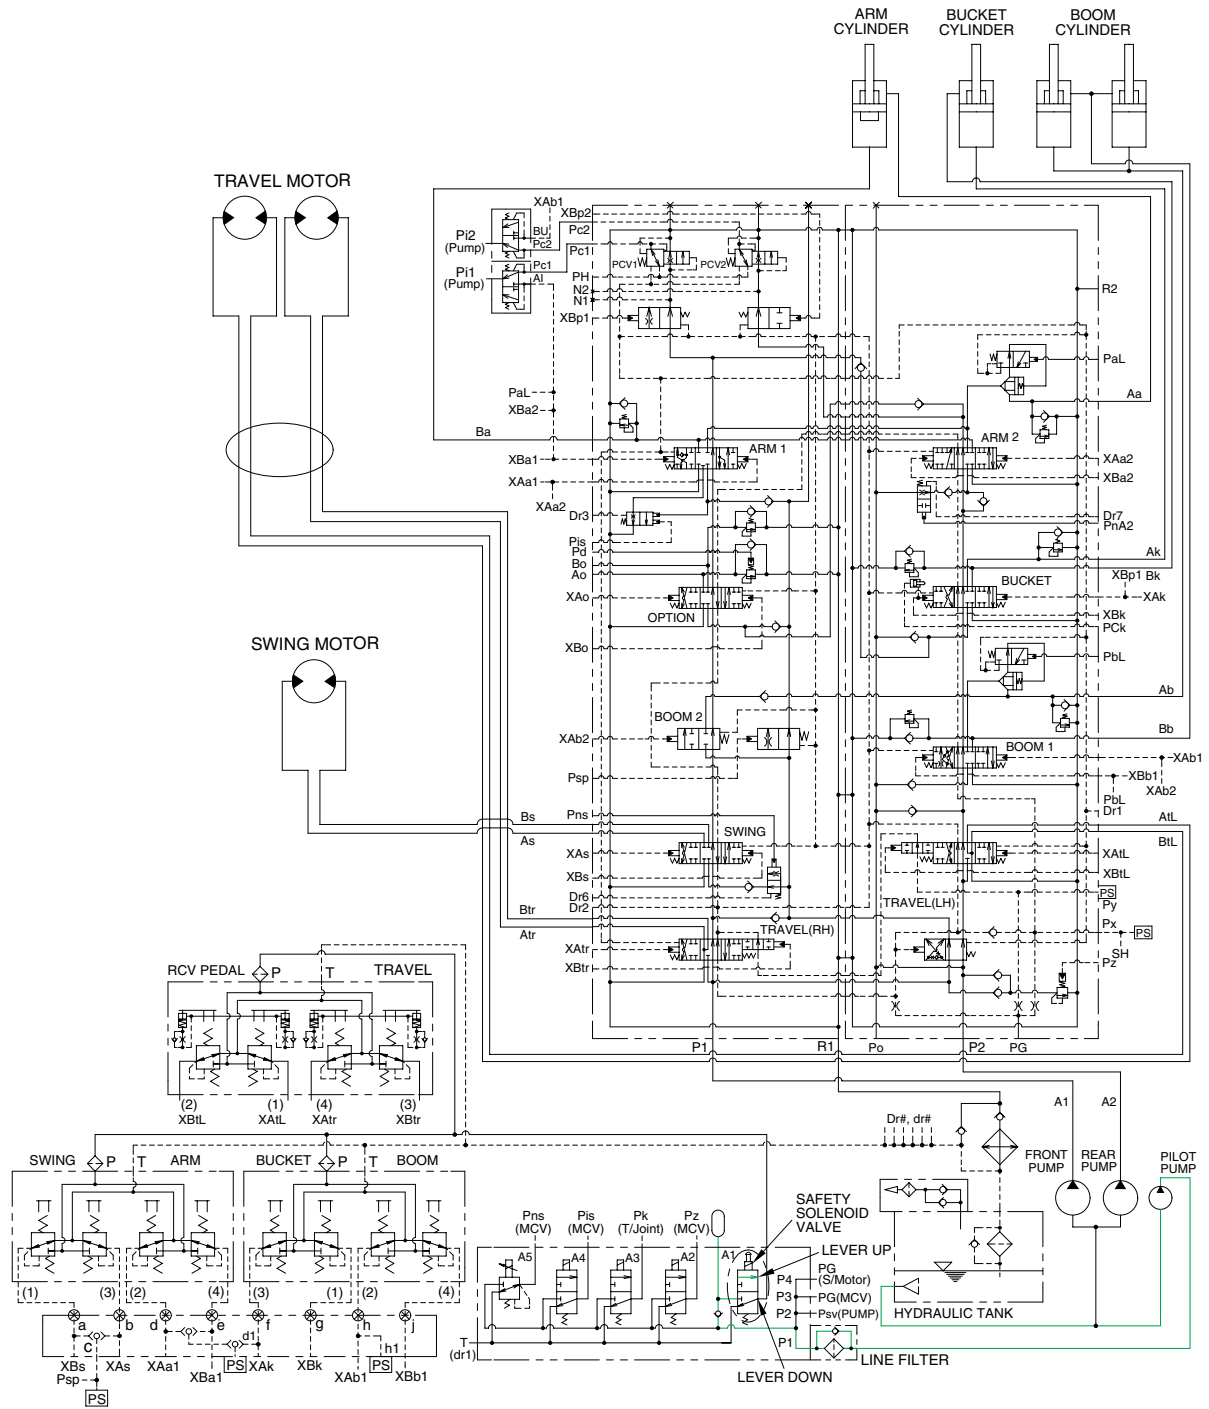 ARM
CYLINDER
BUCKET
CYLINDER
BOOM
CYLINDER
TRAVEL MOTOR
XAb1
BU
Pc2
Pi2
(Pump)
Pc1
AI
Pi1
(Pump)
XBp2
Pc2
Pc1
PH
N2
N1
XBp1
PCV1
PCV2
R2
PaL
Aa
PaL
XBa2
Ba
XBa1
XAa1
XAa2
ARM 1
ARM 2
XAa2
XBa2
Dr7
PnA2
Dr3
Pis
Pd
Bo
Ao
XAo
XBo
OPTION
BUCKET
Ak
XBp1
Bk
XAk
XBk
PCk
PbL
SWING MOTOR
BOOM 2
XAb2
Psp
Ab
Bb
BOOM 1
XAb1
XBb1
XAb2
PbL
Dr1
Pns
Bs
As
SWING
XAs
XBs
Dr6
Dr2
AtL
BtL
XAtL
XBtL
PS
Py
TRAVEL(LH)
Btr
Atr
TRAVEL(RH)
XAtr
XBtr
Px
PS
SH
Pz
P1
R1
Po
P2
PG
RCV PEDAL
P
T
TRAVEL
(2)
(1)
(4)
(3)
XBtL
XAtL
XAtr
XBtr
SWING
P
T
ARM
BUCKET
P
T
BOOM
(1)
(3)
(2)
(4)
(3)
(1)
(2)
(4)
a
b
d
e
f
g
h
j
c
d1
h1
XBs
XAs
XAa1
XBa1
PS
XAk
XBk
XAb1
PS
XBb1
Psp
PS
Dr#, dr#
A1
A2
FRONT
PUMP
REAR
PUMP
PILOT
PUMP
HYDRAULIC TANK
Pns
(MCV)
Pis
(MCV)
Pk
(T/Joint)
Pz
(MCV)
SAFETY
SOLENOID
VALVE
LEVER UP
A5
A4
A3
A2
A1
PG
P4
(S/Motor)
P3
PG(MCV)
P2
Psv(PUMP)
P1
T
(dr1)
LINE FILTER
LEVER DOWN